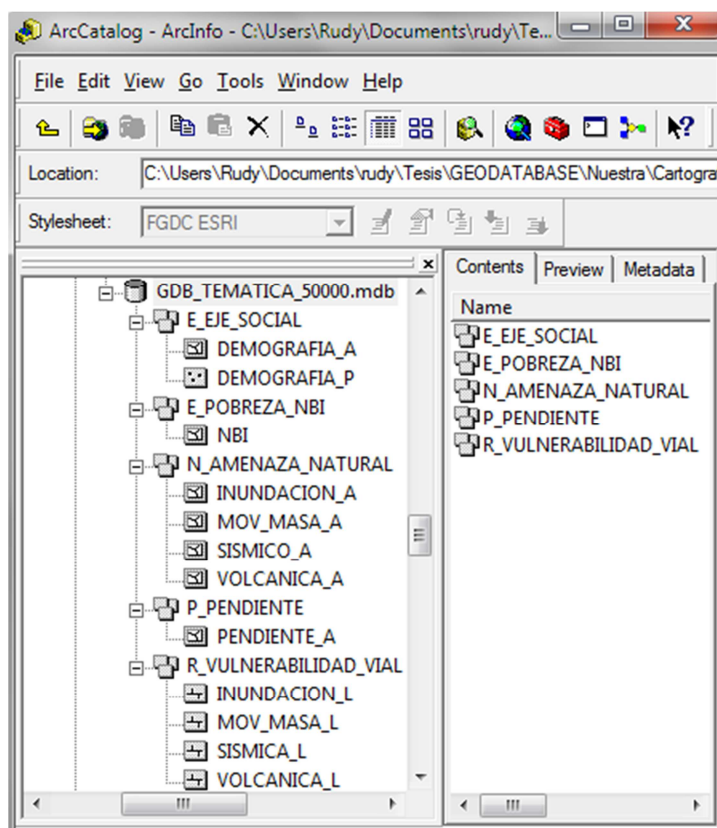 ArcCatalog - ArcInfo - C:\Users\Rudy\Documents\rudy\Te...
File Edit View Go Tools Window Help
Location: C:\Users\Rudy\Documents\rudy\Tesis\GEODATABASE\Nuestra\Cartogra
Stylesheet: FGDC ESRI
Contents Preview Metadata
GDB_TEMATICA_50000.mdb
E_EJE_SOCIAL
DEMOGRAFIA_A
DEMOGRAFIA_P
E_POBREZA_NBI
NBI
N_AMENAZA_NATURAL
INUNDACION_A
MOV_MASA_A
SISMICO_A
VOLCANICA_A
P_PENDIENTE
PENDIENTE_A
R_VULNERABILIDAD_VIAL
INUNDACION_L
MOV_MASA_L
SISMICA_L
VOLCANICA_L
Name
E_EJE_SOCIAL
E_POBREZA_NBI
N_AMENAZA_NATURAL
P_PENDIENTE
R_VULNERABILIDAD_VIAL